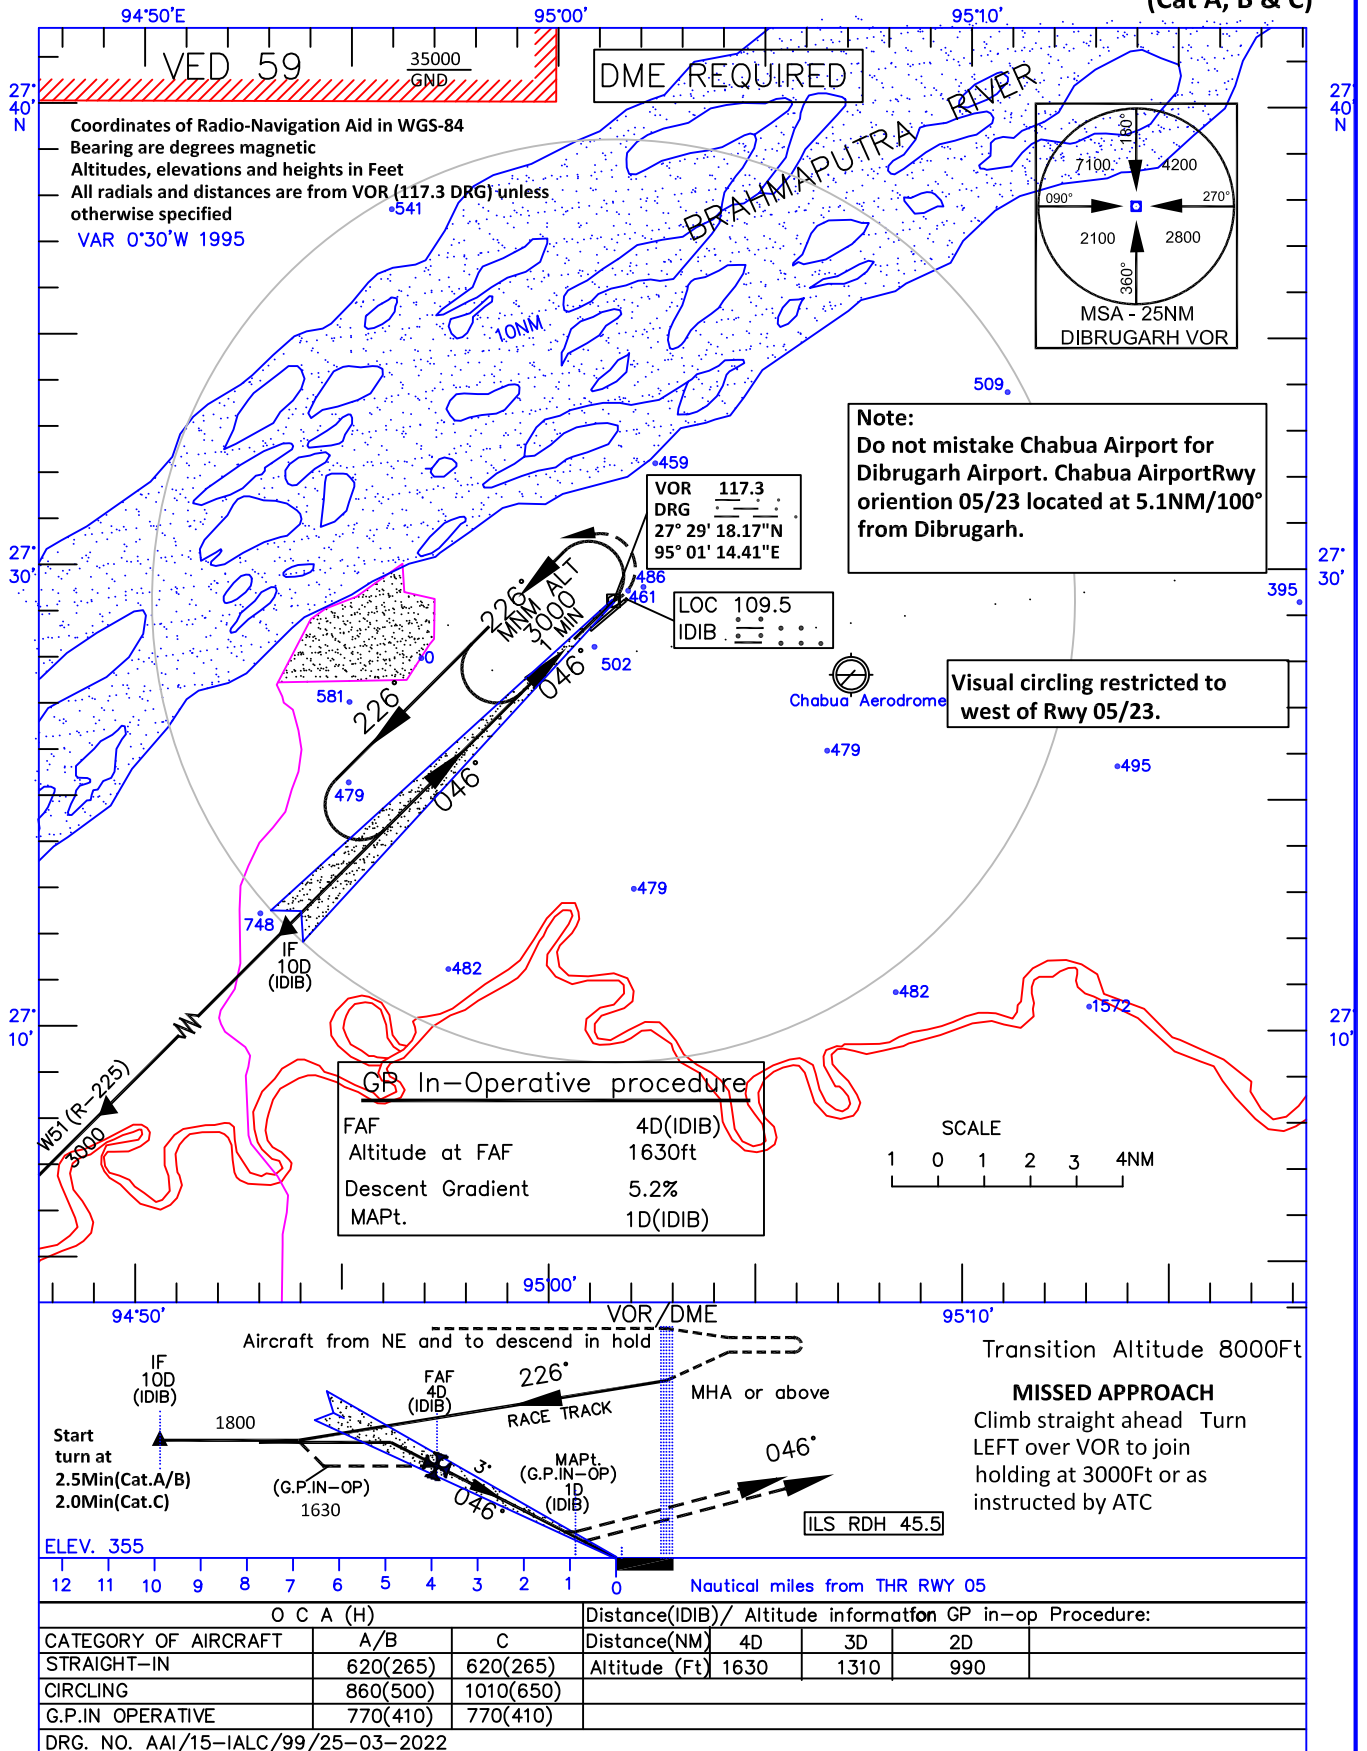 (Cat A, B & C)
94°50'E
95°00'
95°10'
VED 59
35000
GND
DME REQUIRED
27°
40'
N
27°
40'
N
Coordinates of Radio-Navigation Aid in WGS-84
Bearing are degrees magnetic
Altitudes, elevations and heights in Feet
All radials and distances are from VOR (117.3 DRG) unless
otherwise specified
VAR 0°30'W 1995
541
BRAHMAPUTRA RIVER
10NM
180°
7100
4200
090°
270°
2100
2800
360°
MSA - 25NM
DIBRUGARH VOR
509
Note:
Do not mistake Chabua Airport for
Dibrugarh Airport. Chabua AirportRwy
oriention 05/23 located at 5.1NM/100°
from Dibrugarh.
459
VOR 117.3
DRG
27° 29' 18.17"N
95° 01' 14.41"E
27°
30'
27°
30'
486
461
395
LOC 109.5
IDIB
226°
MNM ALT
3000
1 MIN
046°
0
502
581
226°
Chabua Aerodrome
Visual circling restricted to
west of Rwy 05/23.
479
495
479
046°
479
748
IF
10D
(IDIB)
482
482
1572
27°
10'
27°
10'
W51(R-225)
3000
GP In-Operative procedure
FAF 4D(IDIB)
Altitude at FAF 1630ft
Descent Gradient 5.2%
MAPt. 1D(IDIB)
SCALE
1 0 1 2 3 4NM
94°50'
95°00'
95°10'
VOR/DME
Aircraft from NE and to descend in hold
Transition Altitude 8000Ft
IF
10D
(IDIB)
FAF
4D
(IDIB)
226°
RACE TRACK
MHA or above
MISSED APPROACH
Climb straight ahead Turn
LEFT over VOR to join
holding at 3000Ft or as
instructed by ATC
1800
Start
turn at
2.5Min(Cat.A/B)
2.0Min(Cat.C)
(G.P.IN-OP)
1630
3°
046°
MAPt.
(G.P.IN-OP)
1D
(IDIB)
046°
ILS RDH 45.5
ELEV. 355
12 11 10 9 8 7 6 5 4 3 2 1 0 Nautical miles from THR RWY 05
O C A (H) Distance(IDIB)/ Altitude information GP in-op Procedure:
CATEGORY OF AIRCRAFT A/B C Distance(NM) 4D 3D 2D
STRAIGHT-IN 620(265) 620(265) Altitude (Ft) 1630 1310 990
CIRCLING 860(500) 1010(650)
G.P.IN OPERATIVE 770(410) 770(410)
DRG. NO. AAI/15-IALC/99/25-03-2022